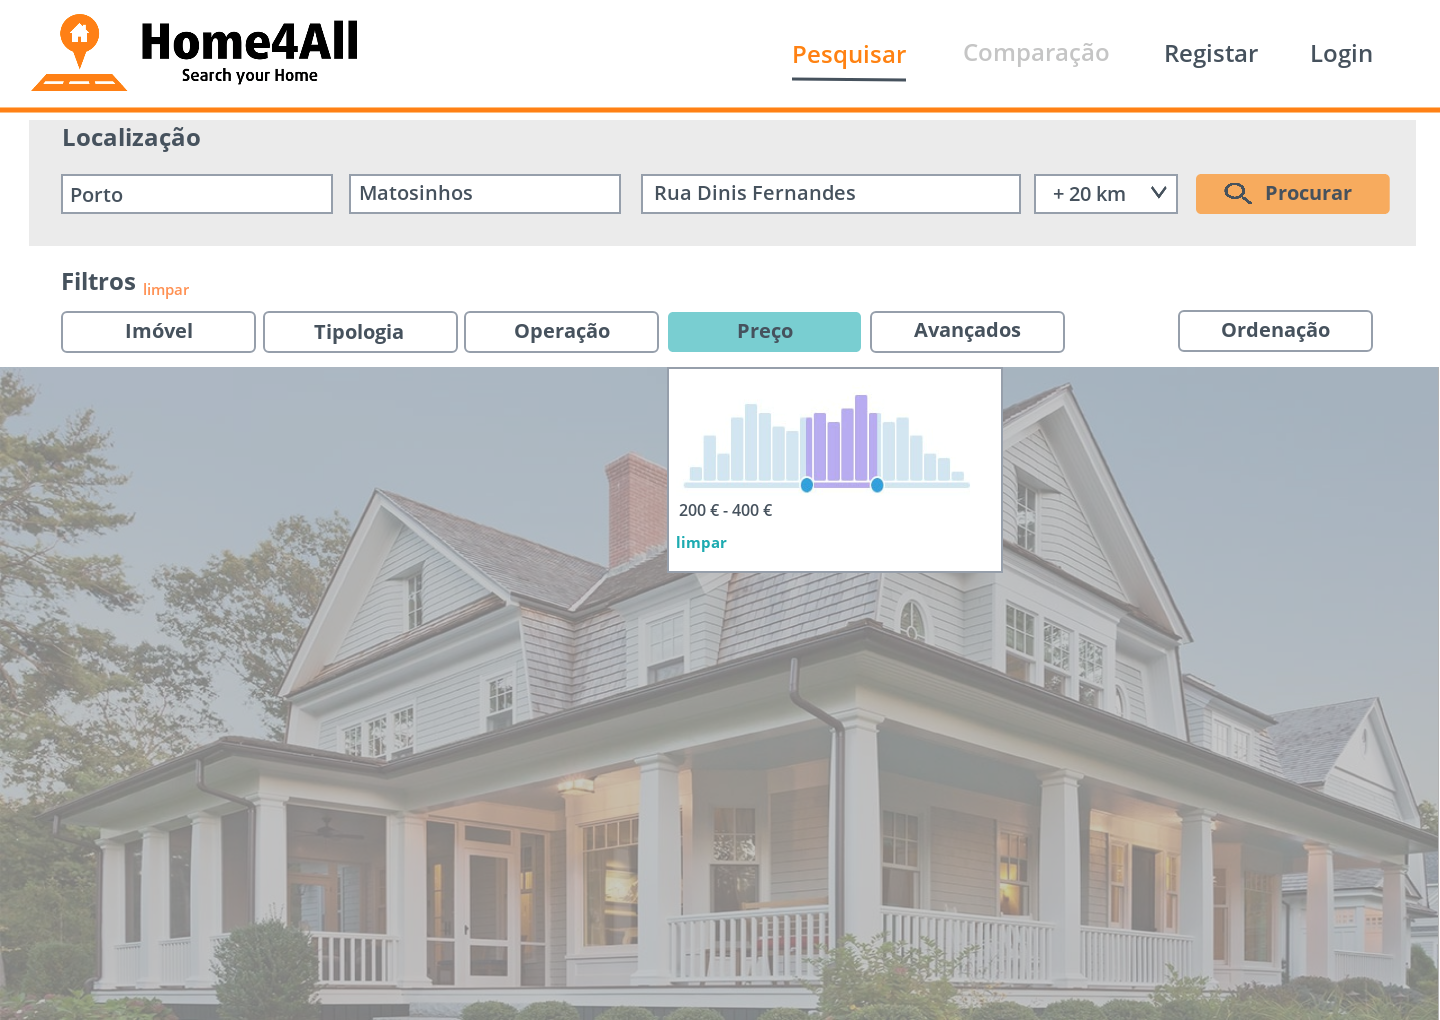 Home4All
Search your Home
Pesquisar
Comparação
Registar
Login
Localização
Porto
Matosinhos
Rua Dinis Fernandes
+ 20 km
Procurar
Filtros limpar
Imóvel
Tipologia
Operação
Preço
Avançados
Ordenação
200 € - 400 €
limpar